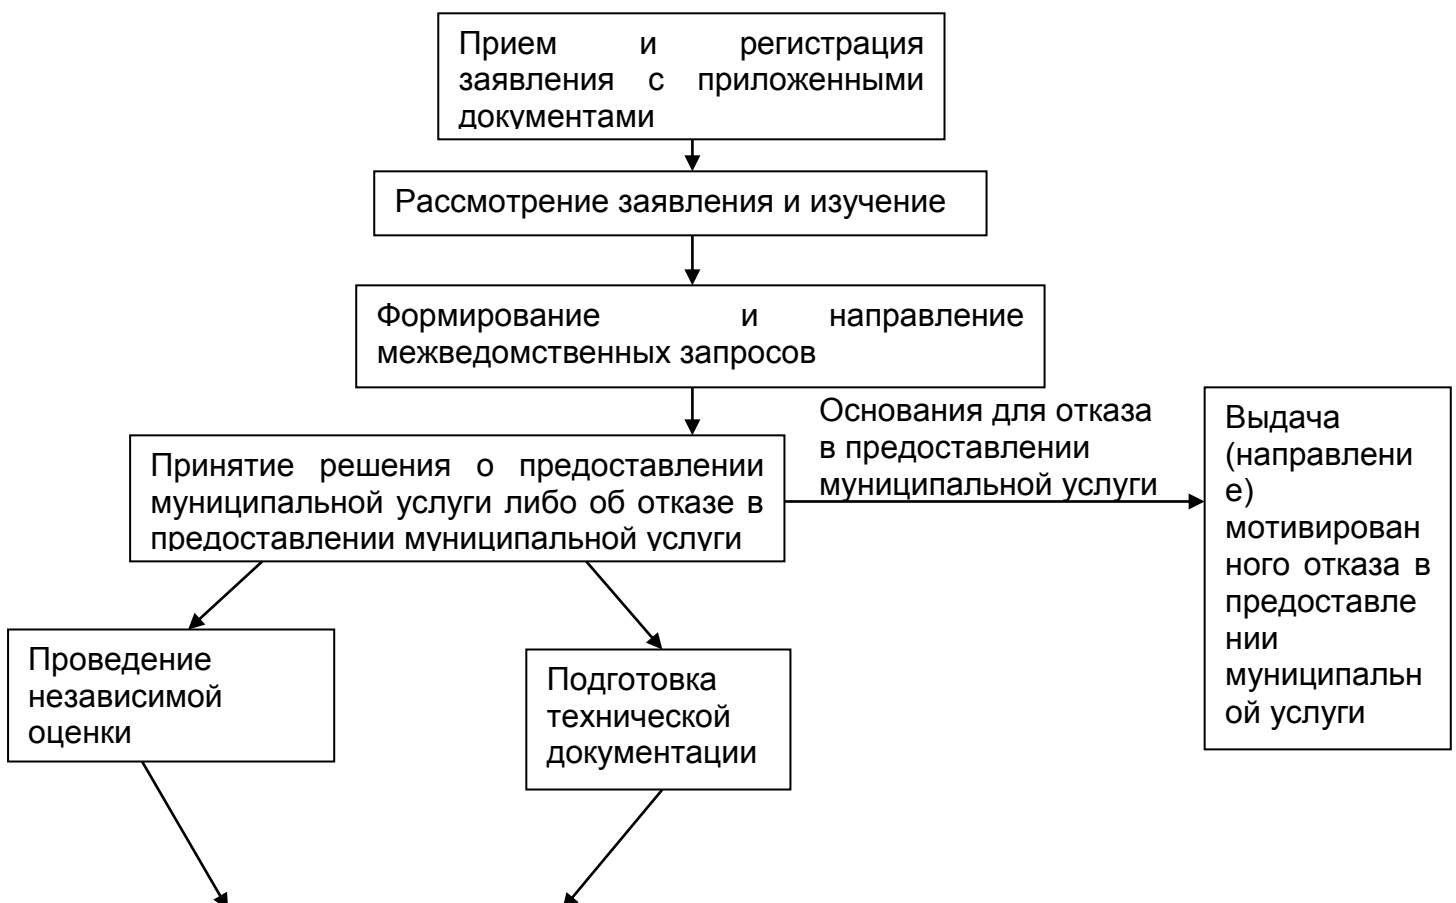 Прием и регистрация
заявления с приложенными
документами
Рассмотрение заявления и изучение
Формирование и направление
межведомственных запросов
Основания для отказа
в предоставлении
муниципальной услуги
Принятие решения о предоставлении
муниципальной услуги либо об отказе в
предоставлении муниципальной услуги
Выдача
(направлени
е)
мотивирован
ного отказа в
предоставле
нии
муниципальн
ой услуги
Проведение
независимой
оценки
Подготовка
технической
документации